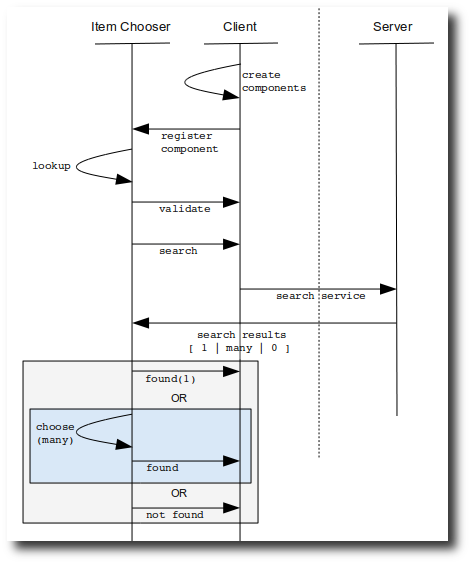 Item Chooser
Client
Server
create
components
register
component
lookup
validate
search
search service
search results
[ 1 | many | 0 ]
found(1)
OR
choose
(many)
found
OR
not found